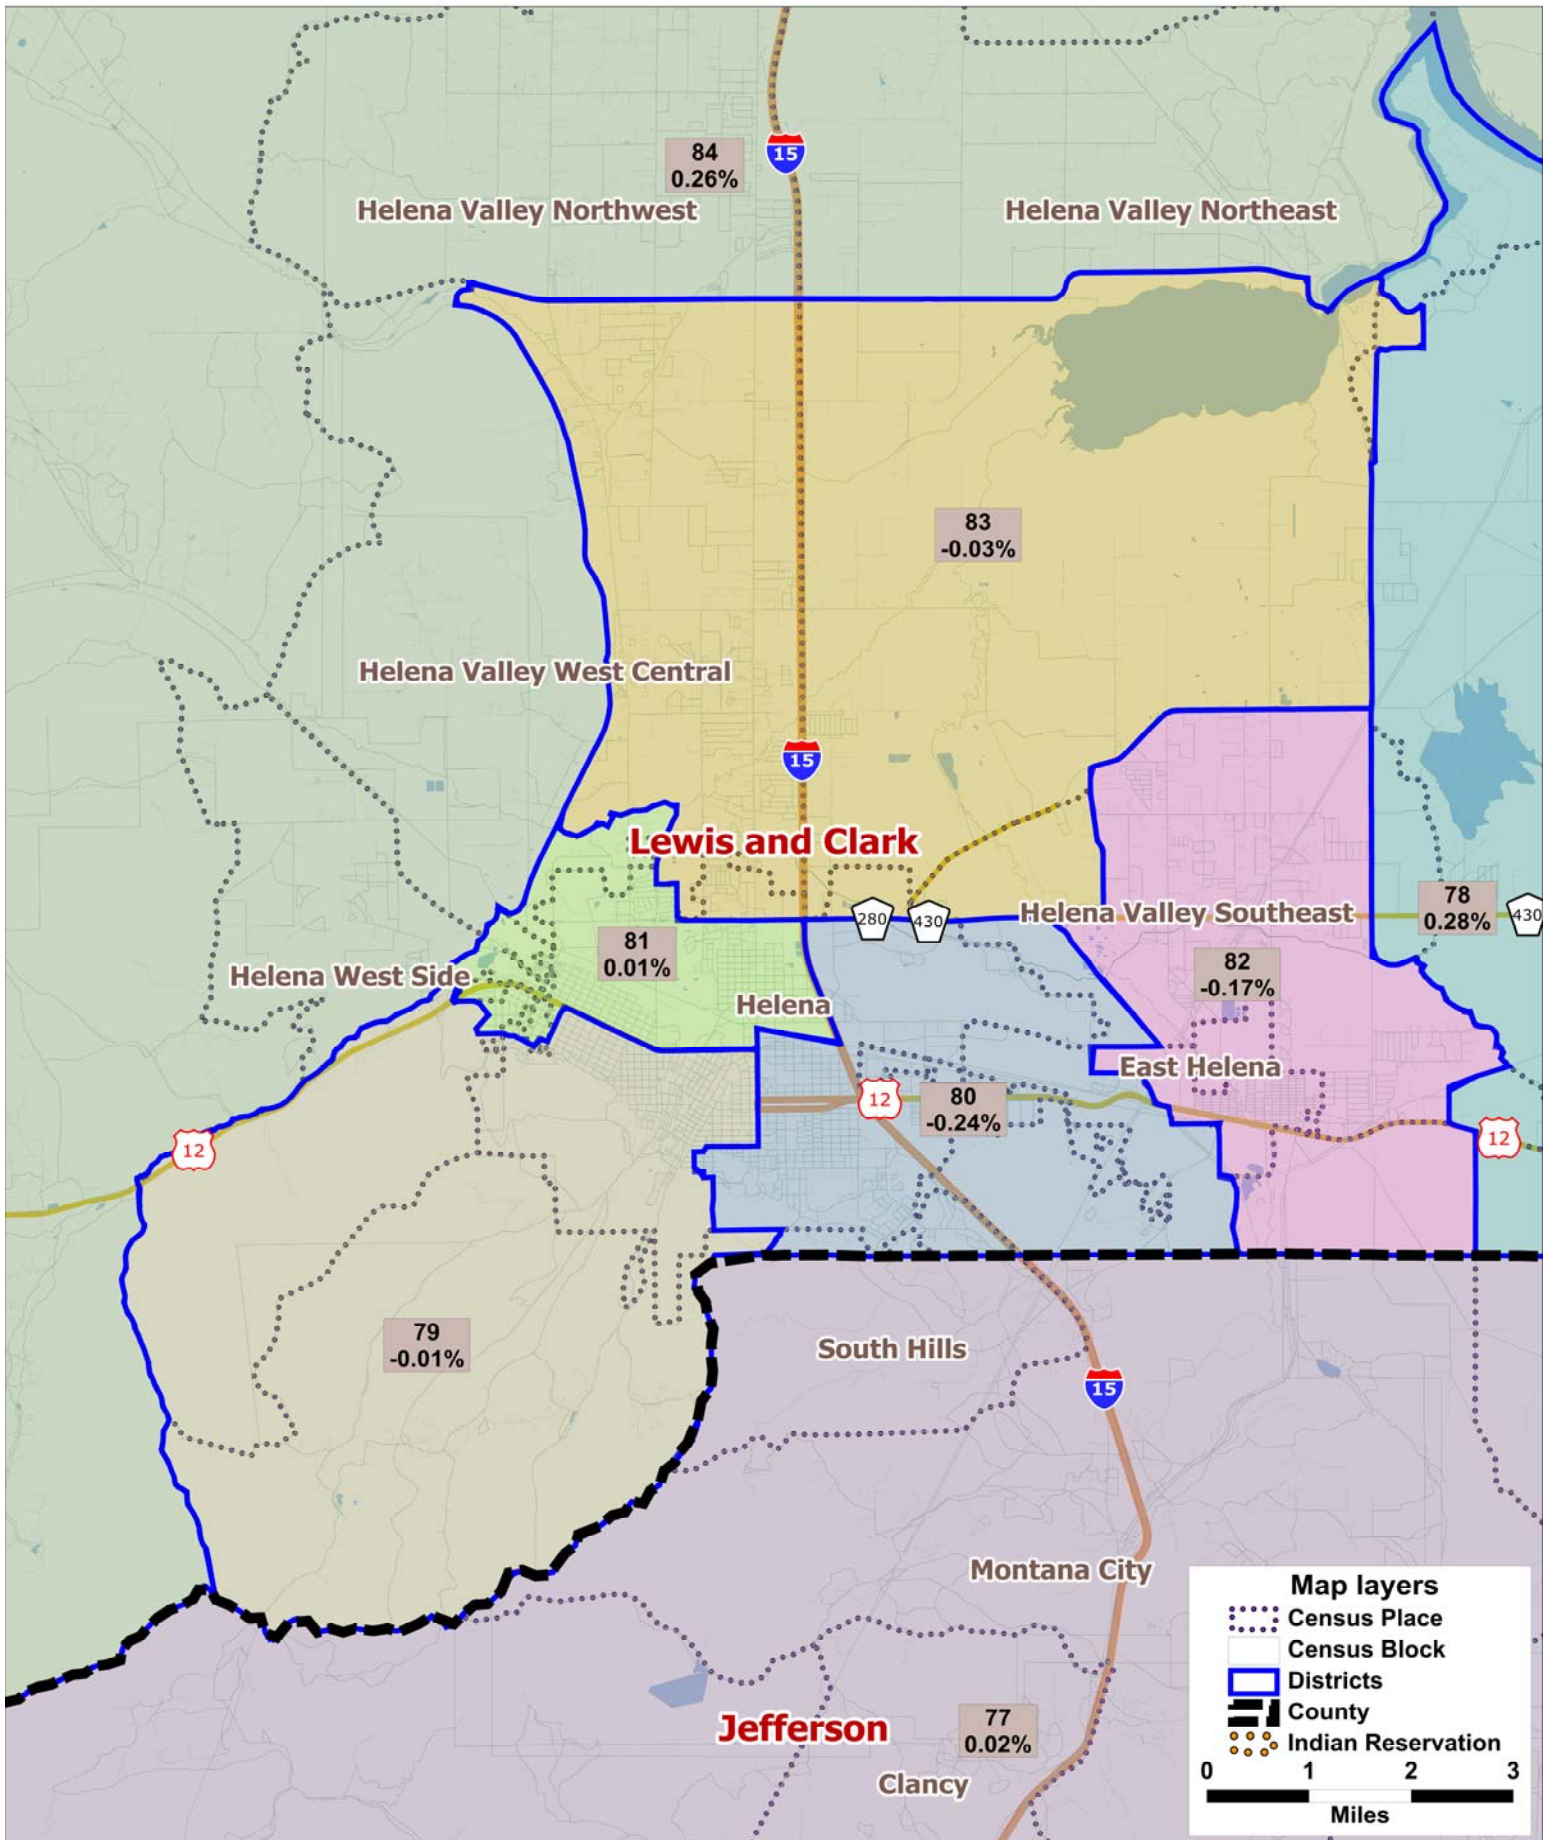 84
0.26%
15
Helena Valley Northwest
Helena Valley Northeast
83
-0.03%
Helena Valley West Central
15
Lewis and Clark
280
430
Helena Valley Southeast
78
0.28%
430
81
0.01%
Helena West Side
82
-0.17%
Helena
East Helena
12
80
-0.24%
12
12
79
-0.01%
South Hills
15
Montana City
77
0.02%
Jefferson
Clancy
Map layers
Census Place
Census Block
Districts
County
Indian Reservation
0 1 2 3
Miles